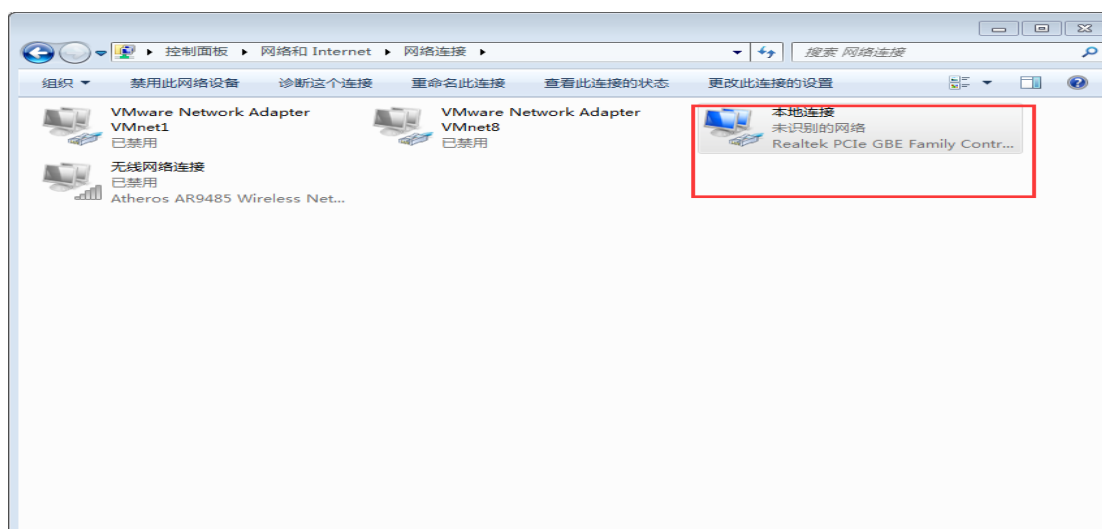 控制面板 网络和 Internet 网络连接
搜索 网络连接
组织 禁用此网络设备 诊断这个连接 重命名此连接 查看此连接的状态 更改此连接的设置
VMware Network Adapter
VMnet1
已禁用
VMware Network Adapter
VMnet8
已禁用
本地连接
未识别的网络
Realtek PCIe GBE Family Contr...
无线网络连接
已禁用
Atheros AR9485 Wireless Net...